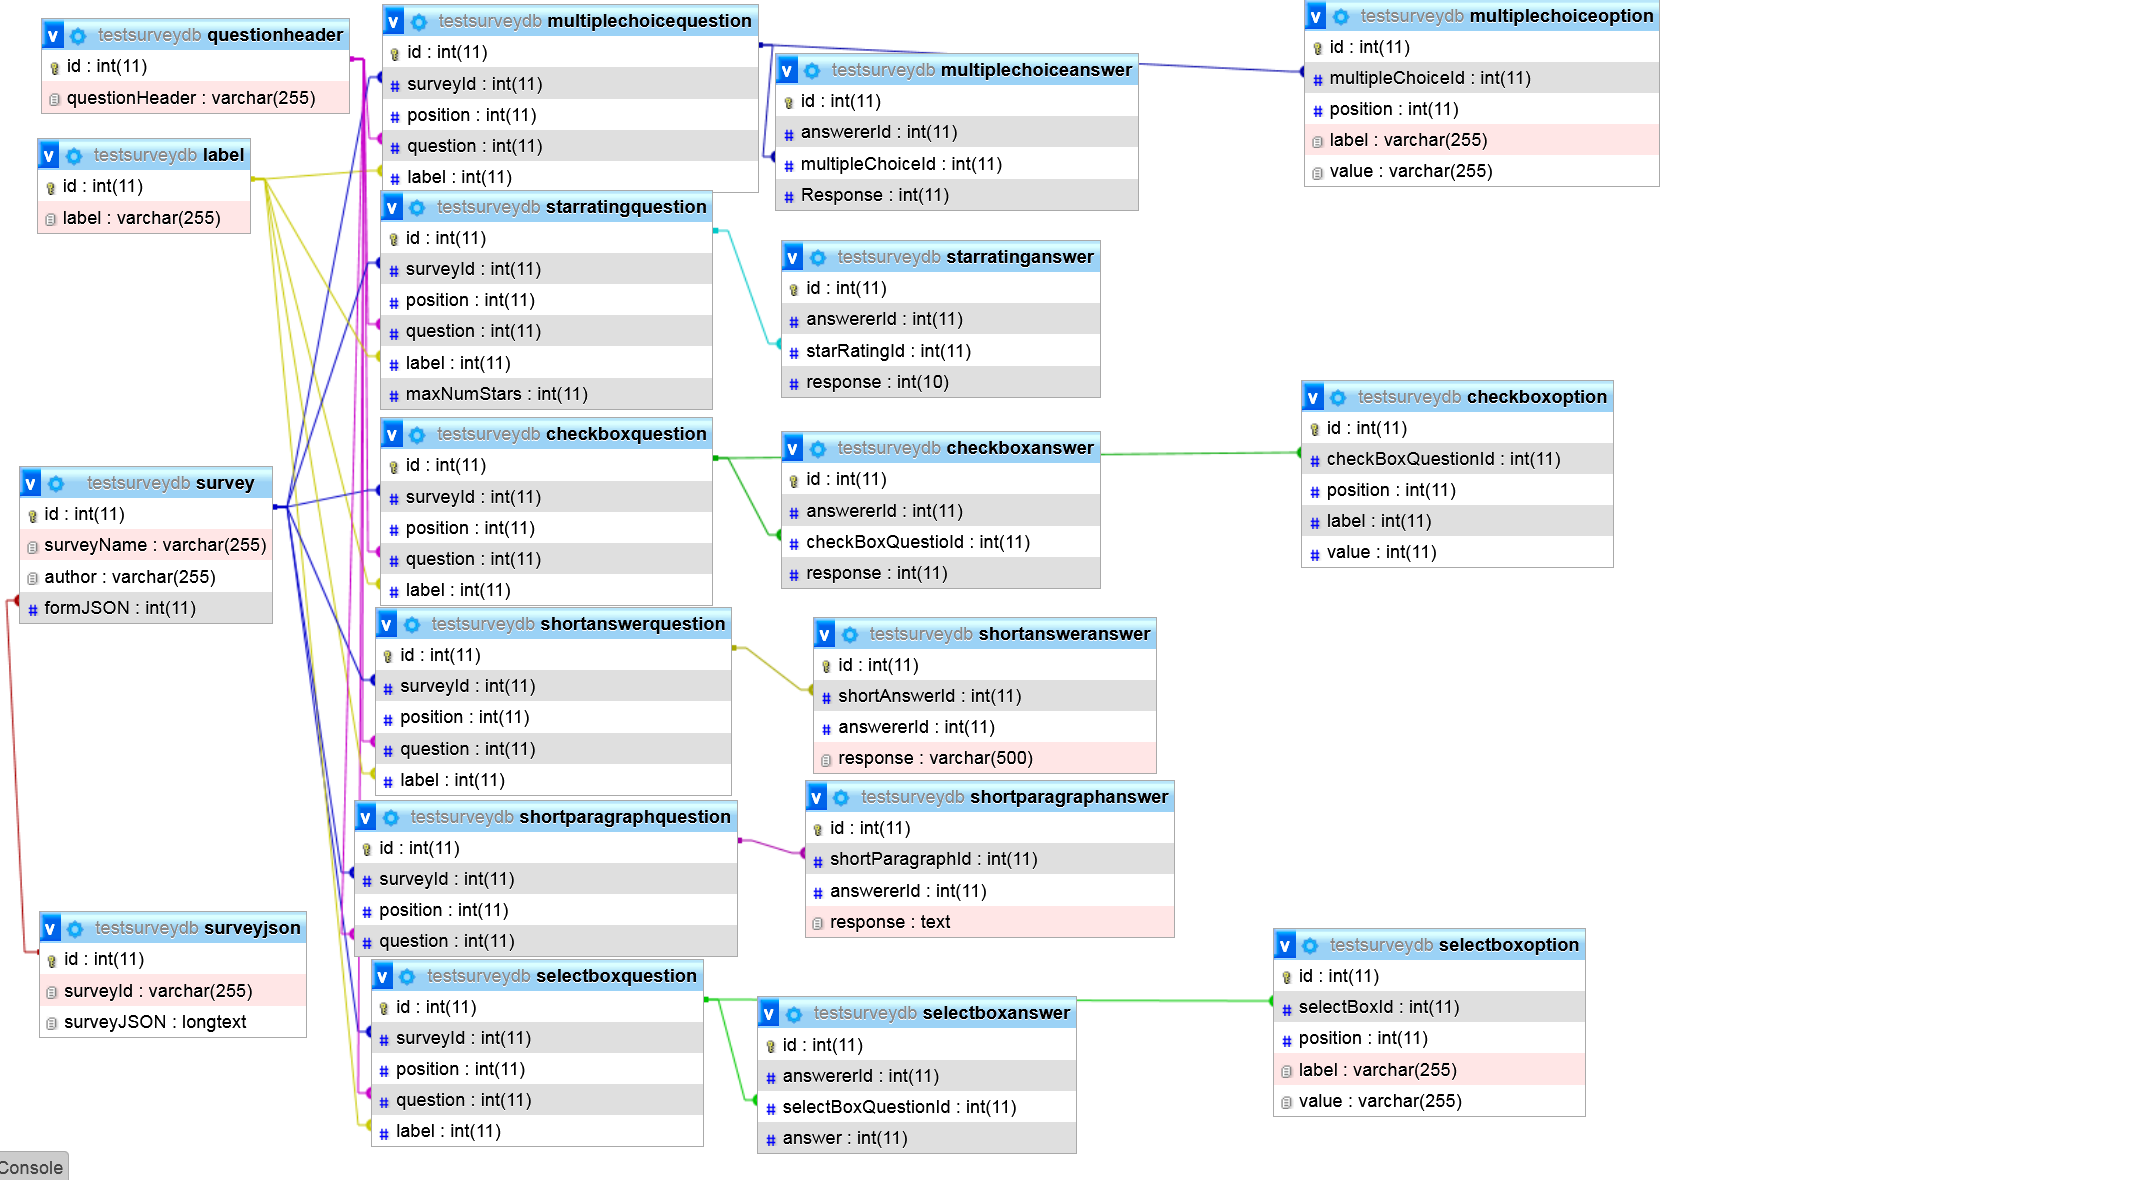 v testsurveydb questionheader
id : int(11)
questionHeader : varchar(255)
v testsurveydb label
id : int(11)
label : varchar(255)
v testsurveydb survey
id : int(11)
surveyName : varchar(255)
author : varchar(255)
# formJSON : int(11)
v testsurveydb surveyjson
id : int(11)
surveyId : varchar(255)
surveyJSON : longtext
v testsurveydb multiplechoicequestion
id : int(11)
# surveyId : int(11)
# position : int(11)
# question : int(11)
# label : int(11)
v testsurveydb starratingquestion
id : int(11)
# surveyId : int(11)
# position : int(11)
# question : int(11)
# label : int(11)
# maxNumStars : int(11)
v testsurveydb checkboxquestion
id : int(11)
# surveyId : int(11)
# position : int(11)
# question : int(11)
# label : int(11)
v testsurveydb shortanswerquestion
id : int(11)
# surveyId : int(11)
# position : int(11)
# question : int(11)
# label : int(11)
v testsurveydb shortparagraphquestion
id : int(11)
# surveyId : int(11)
# position : int(11)
# question : int(11)
v testsurveydb selectboxquestion
id : int(11)
# surveyId : int(11)
# position : int(11)
# question : int(11)
# label : int(11)
v testsurveydb multiplechoiceanswer
id : int(11)
# answererId : int(11)
# multipleChoiceId : int(11)
# Response : int(11)
v testsurveydb starratinganswer
id : int(11)
# answererId : int(11)
# starRatingId : int(11)
# response : int(10)
v testsurveydb checkboxanswer
id : int(11)
# answererId : int(11)
# checkBoxQuestioId : int(11)
# response : int(11)
v testsurveydb shortansweranswer
id : int(11)
# shortAnswerId : int(11)
# answererId : int(11)
response : varchar(500)
v testsurveydb shortparagraphanswer
id : int(11)
# shortParagraphId : int(11)
# answererId : int(11)
response : text
v testsurveydb selectboxanswer
id : int(11)
# answererId : int(11)
# selectBoxQuestionId : int(11)
# answer : int(11)
v testsurveydb multiplechoiceoption
id : int(11)
# multipleChoiceId : int(11)
# position : int(11)
label : varchar(255)
value : varchar(255)
v testsurveydb checkboxoption
id : int(11)
# checkBoxQuestionId : int(11)
# position : int(11)
# label : int(11)
# value : int(11)
v testsurveydb selectboxoption
id : int(11)
# selectBoxId : int(11)
# position : int(11)
label : varchar(255)
value : varchar(255)
Console